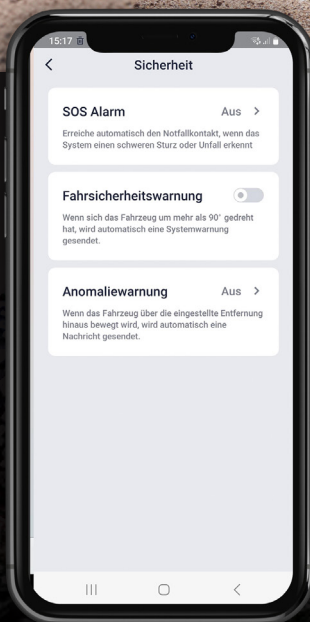 15:17
Sicherheit
SOS Alarm Aus
Erreiche automatisch den Notfallkontakt, wenn das
System einen schweren Sturz oder Unfall erkennt
Fahrsicherheitswarnung
Wenn sich das Fahrzeug um mehr als 90° gedreht
hat, wird automatisch eine Systemwarnung
gesendet.
Anomaliewarnung Aus
Wenn das Fahrzeug über die eingestellte Entfernung
hinaus bewegt wird, wird automatisch eine
Nachricht gesendet.